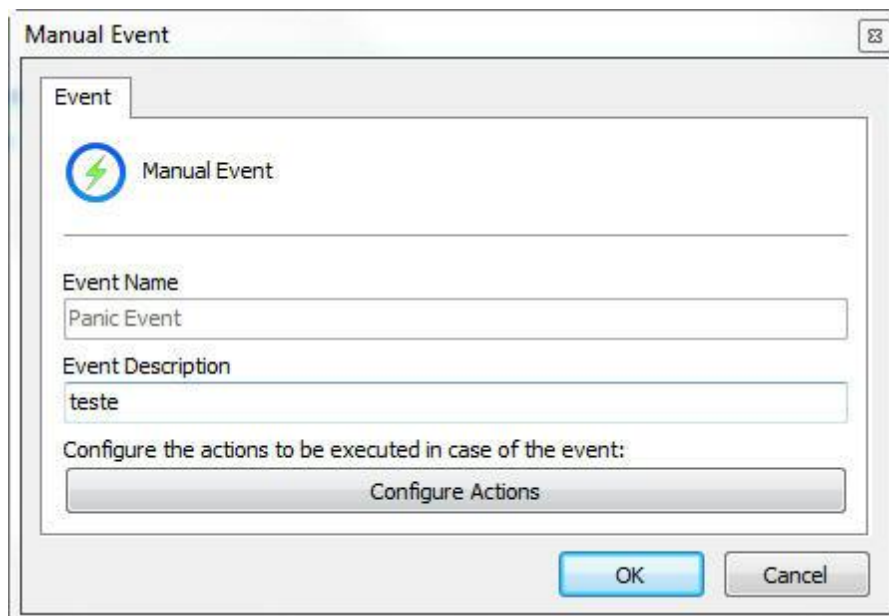 Manual Event
Event
Manual Event
Event Name
Panic Event
Event Description
teste
Configure the actions to be executed in case of the event:
Configure Actions
OK
Cancel